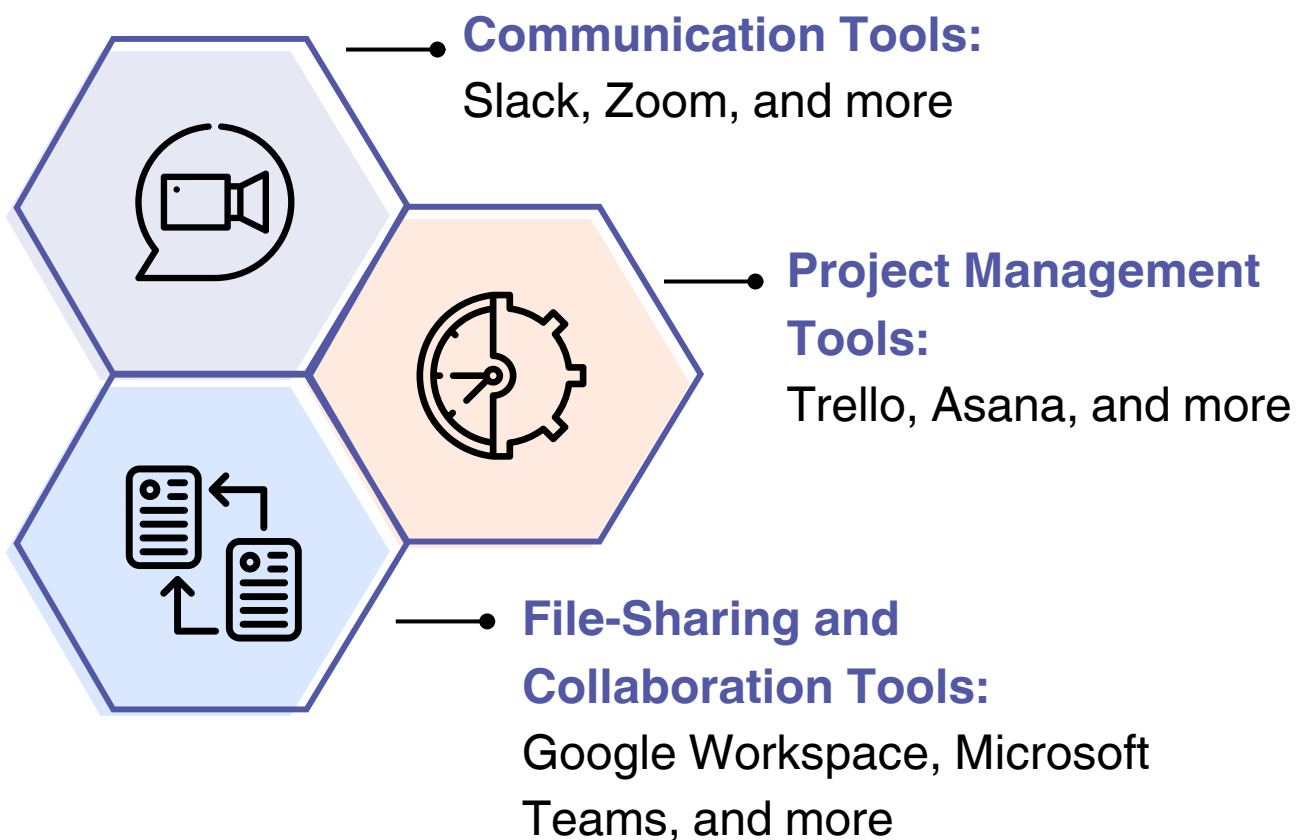 Communication Tools:
Slack, Zoom, and more
Project Management
Tools:
Trello, Asana, and more
File-Sharing and
Collaboration Tools:
Google Workspace, Microsoft
Teams, and more